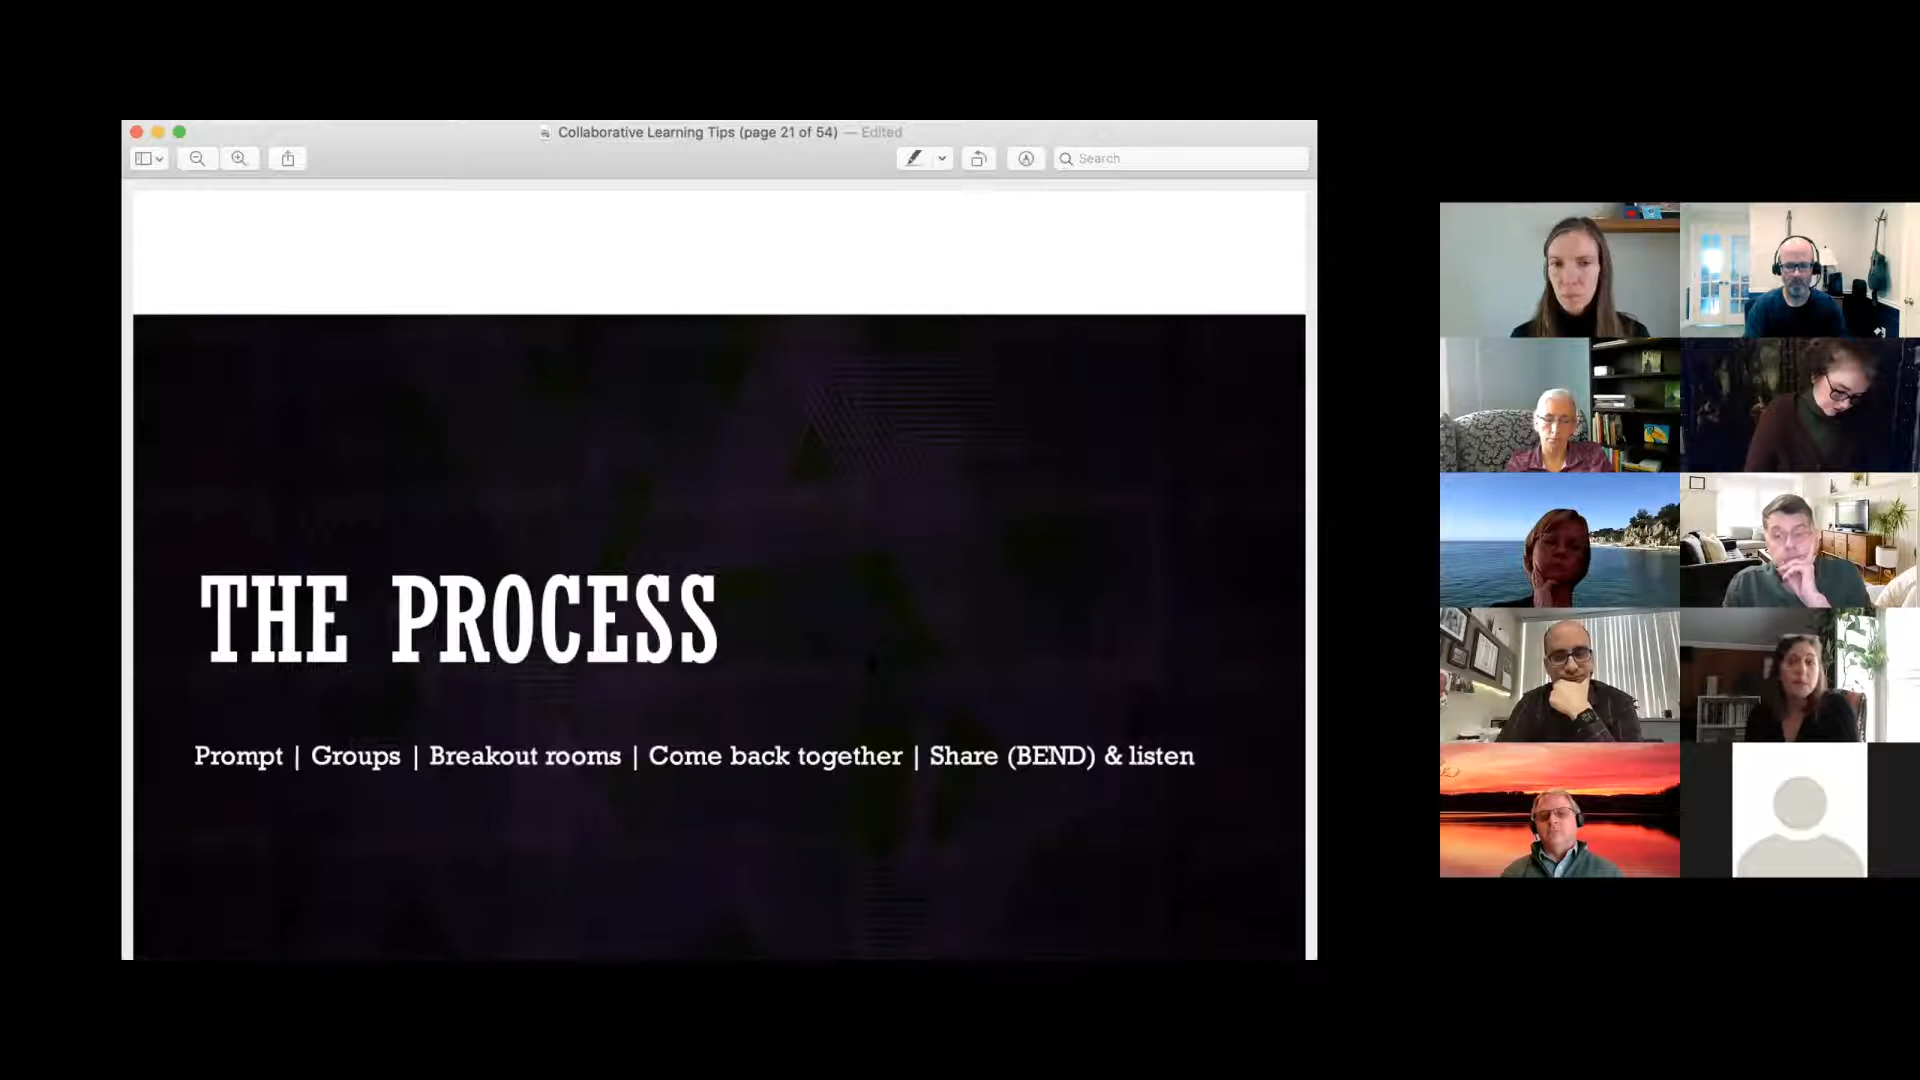 Collaborative Learning Tips (page 21 of 54) — Edited
Search
THE PROCESS
Prompt | Groups | Breakout rooms | Come back together | Share (BEND) & listen